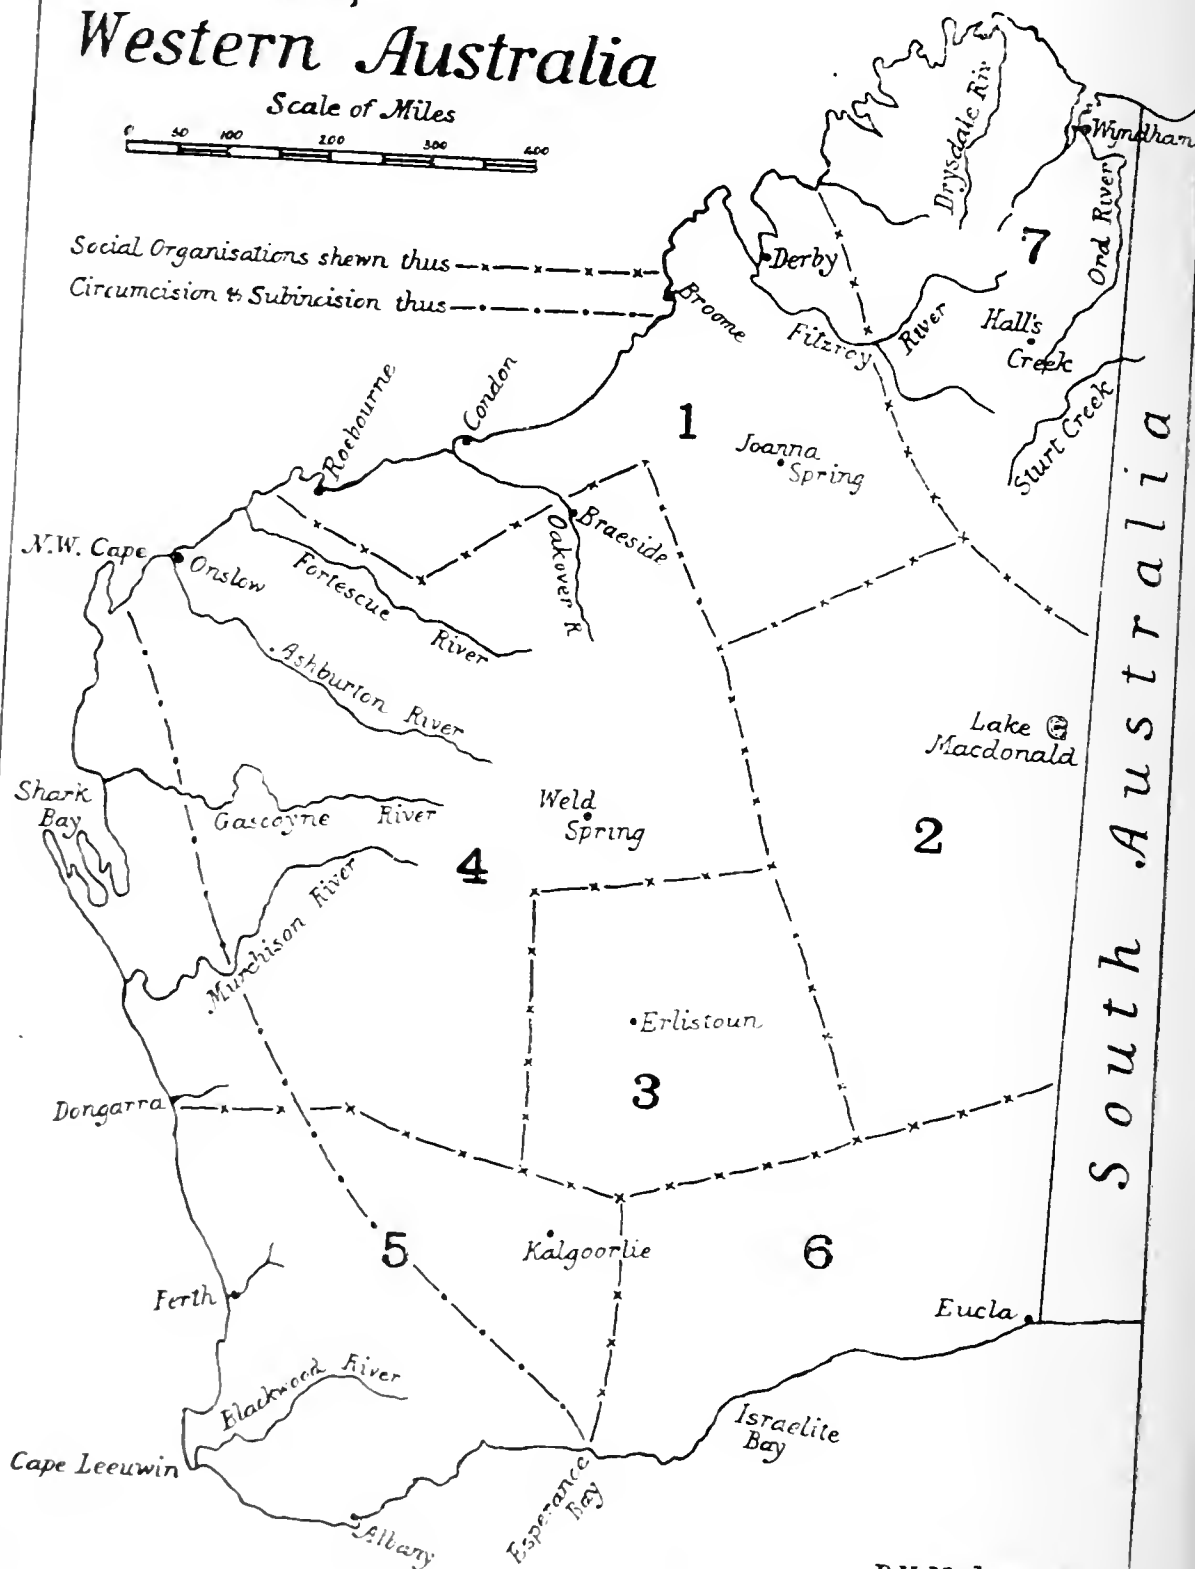 Western Australia
Scale of Miles
0 50 100 200 300 400
Social Organisations shewn thus
Circumcision & Subincision thus
Drysdale Riv
Wyndham
Ord River
7
Derby
Broome
Fitzroy River
Hall's
Creek
Sturt Creek
Roebourne
Condon
1
Joanna
Spring
N.W. Cape
Onslow
Fortescue River
Oakover R
Braeside
Ashburton River
Lake
Macdonald
Shark
Bay
Gascoyne River
Weld
Spring
4
2
Murchison River
Erlistoun
3
Dongarra
South Australia
5
Kalgoorlie
6
Perth
Eucla
Blackwood River
Israelite
Bay
Cape Leeuwin
Esperance
Bay
Albany